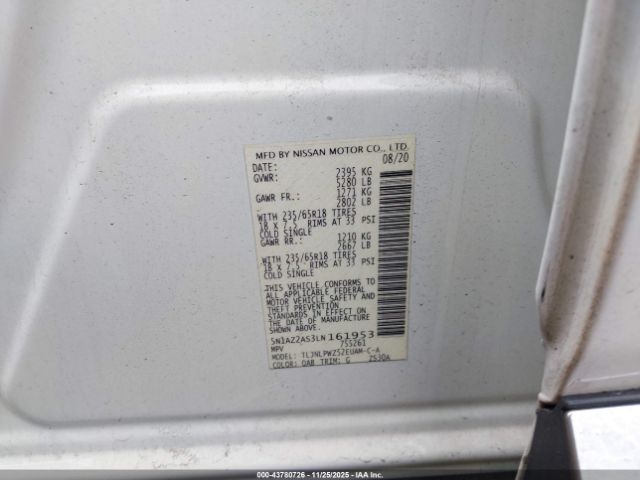 MFD BY NISSAN MOTOR CO., LTD.
DATE: 08/20
GVWR: 2395 KG
5280 LB
GAWR FR.: 1271 KG
2802 LB
WITH 235/65R18 TIRES
18 X 7.5 RIMS AT 33 PSI
COLD SINGLE
GAWR RR.: 1210 KG
2667 LB
WITH 235/65R18 TIRES
18 X 7.5 RIMS AT 33 PSI
COLD SINGLE
THIS VEHICLE CONFORMS TO
ALL APPLICABLE FEDERAL
MOTOR VEHICLE SAFETY AND
THEFT PREVENTION
STANDARDS IN EFFECT ON
THE DATE OF MANUFACTURE
SHOWN ABOVE.
5N1AZ2AS3LN161953
MPV 755261
MODEL: TLJNLPWZ52EUAM-C-A
COLOR: QAB TRIM: G ZS30A
000-43780726 - 11/25/2025 - IAA Inc.